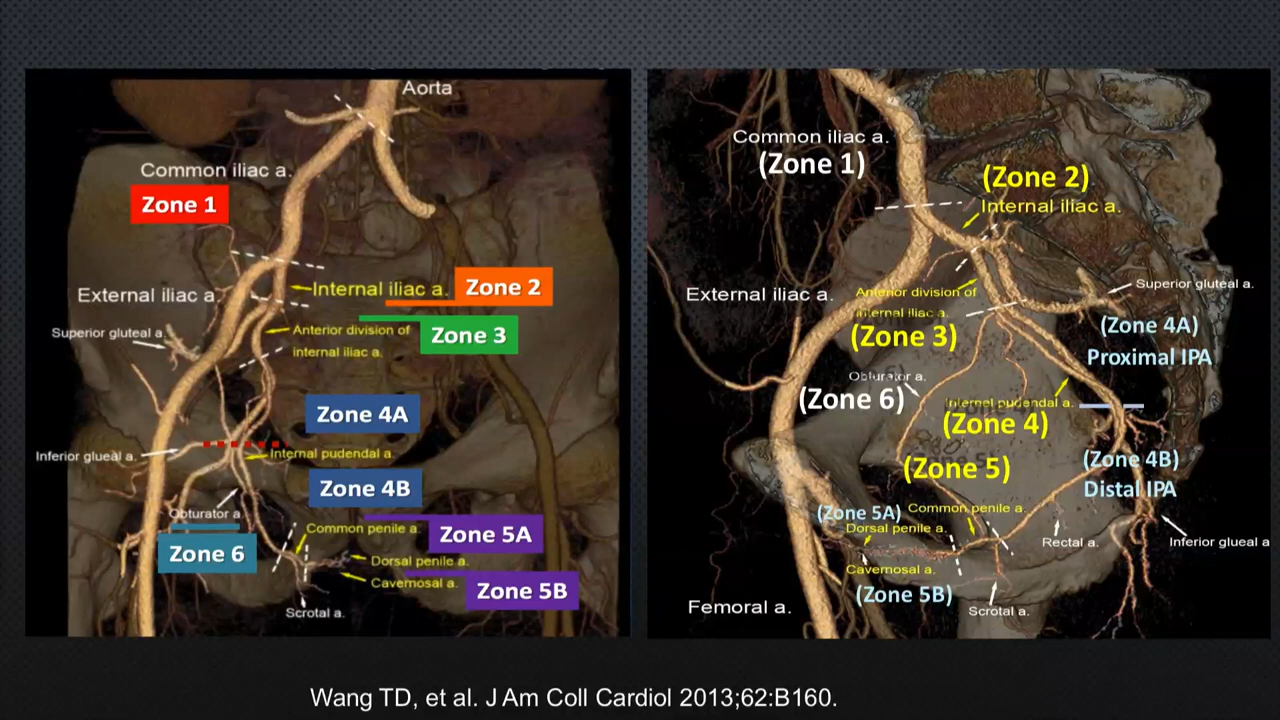 Aorta
Common iliac a.
Zone 1
External iliac a.
Internal iliac a.
Zone 2
Superior gluteal a.
Anterior division of
internal iliac a.
Zone 3
Zone 4A
Inferior glueal a.
Internal pudendal a.
Zone 4B
Obturator a.
Zone 6
Common penile a.
Zone 5A
Dorsal penile a.
Cavernosal a.
Zone 5B
Scrotal a.
Common iliac a.
(Zone 1)
(Zone 2)
Internal iliac a.
External iliac a.
Anterior division of
internal iliac a.
(Zone 3)
Superior gluteal a.
(Zone 4A)
Proximal IPA
Obturator a.
(Zone 6)
Internal pudendal a.
(Zone 4)
(Zone 5)
(Zone 4B)
Distal IPA
(Zone 5A)
Common penile a.
Dorsal penile a.
Rectal a.
Inferior glueal a
Cavernosal a.
(Zone 5B)
Femoral a.
Scrotal a.
Wang TD, et al. J Am Coll Cardiol 2013;62:B160.